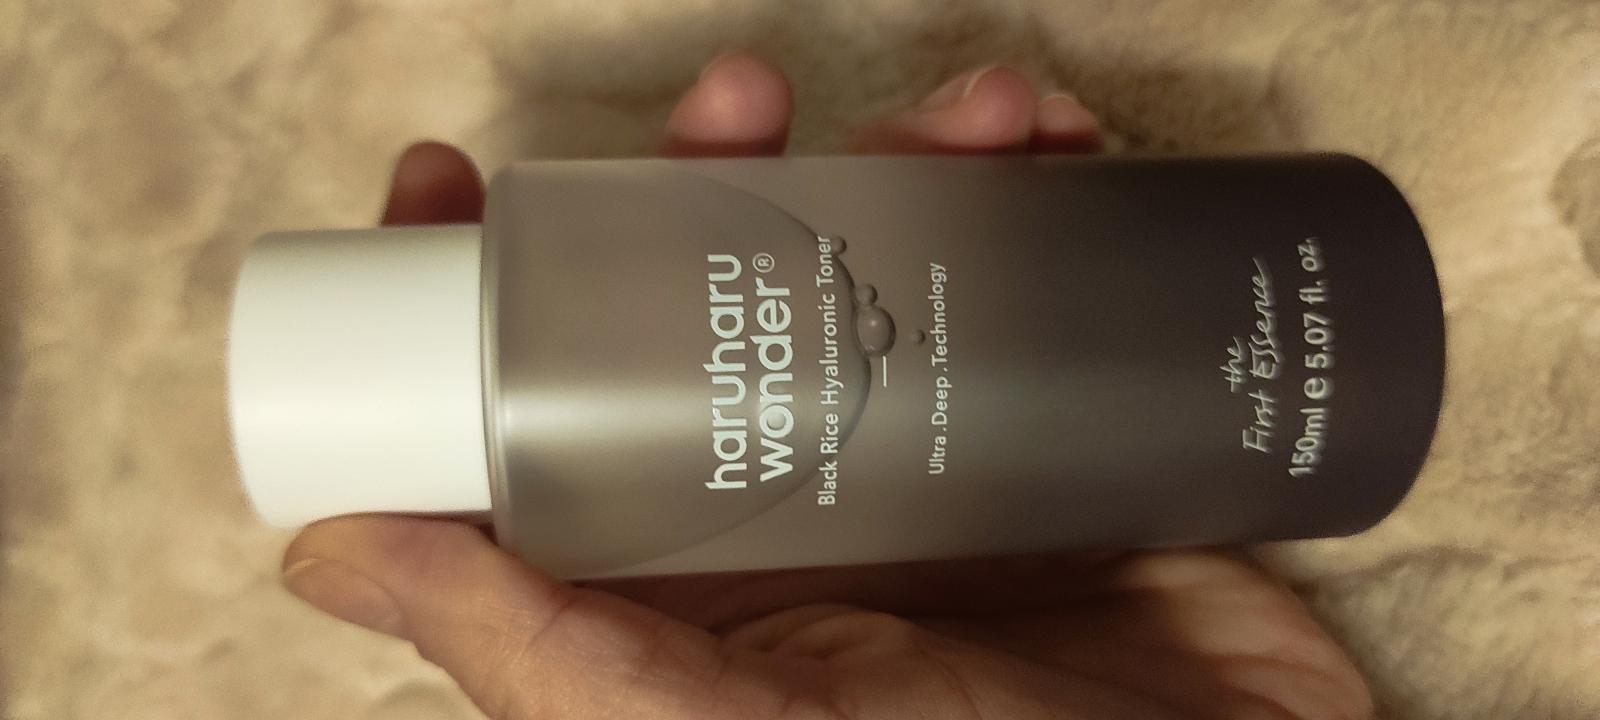 haruharu
wonder®
Black Rice Hyaluronic Toner
Ultra.Deep.Technology
the
First Essence
150ml ℮ 5.07 fl. oz.